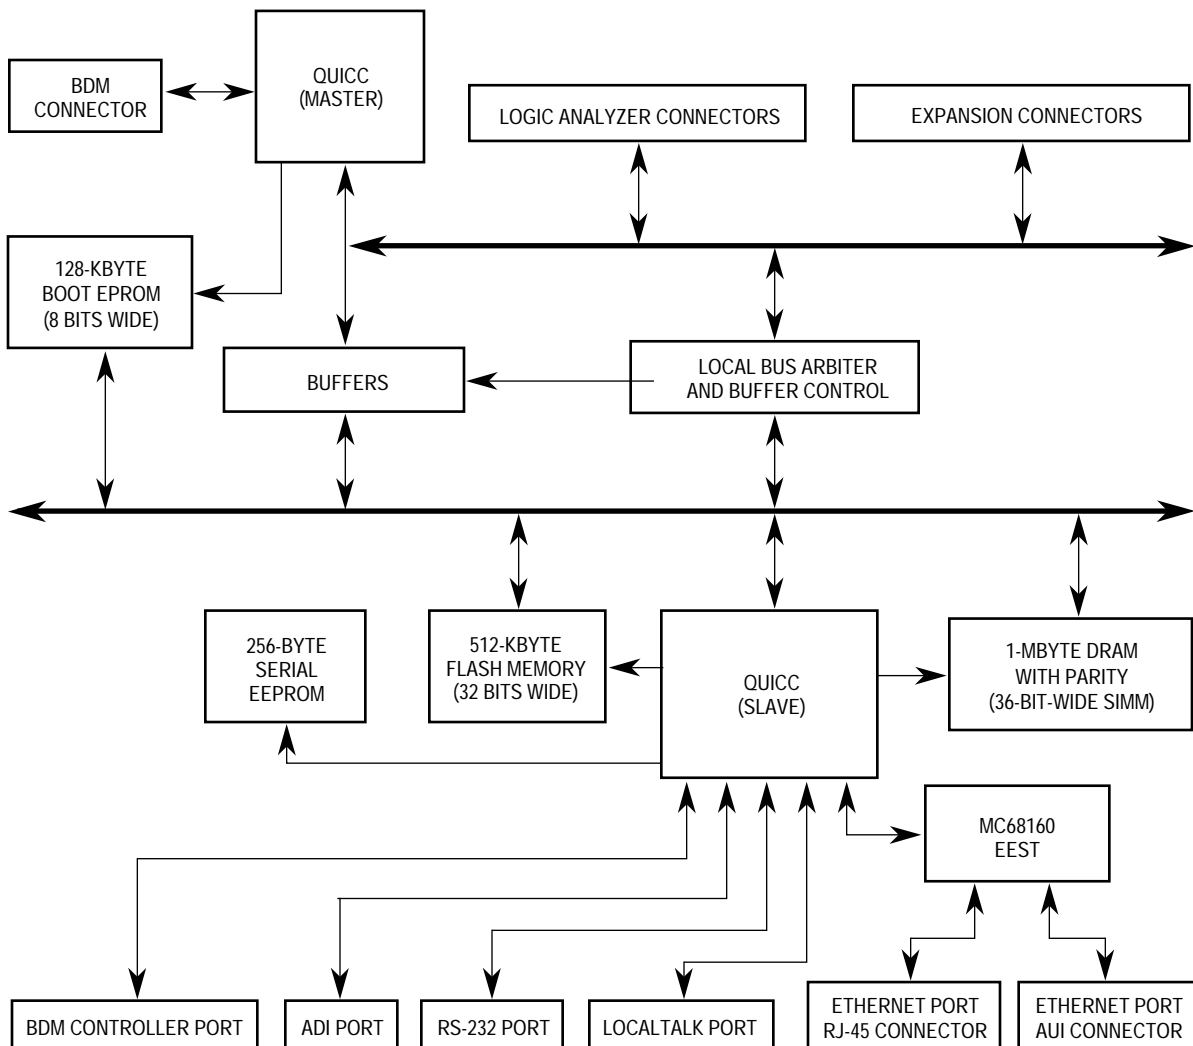 BDM
CONNECTOR
QUICC
(MASTER)
LOGIC ANALYZER CONNECTORS
EXPANSION CONNECTORS
128-KBYTE
BOOT EPROM
(8 BITS WIDE)
BUFFERS
LOCAL BUS ARBITER
AND BUFFER CONTROL
256-BYTE
SERIAL
EEPROM
512-KBYTE
FLASH MEMORY
(32 BITS WIDE)
QUICC
(SLAVE)
1-MBYTE DRAM
WITH PARITY
(36-BIT-WIDE SIMM)
MC68160
EEST
BDM CONTROLLER PORT
ADI PORT
RS-232 PORT
LOCALTALK PORT
ETHERNET PORT
RJ-45 CONNECTOR
ETHERNET PORT
AUI CONNECTOR